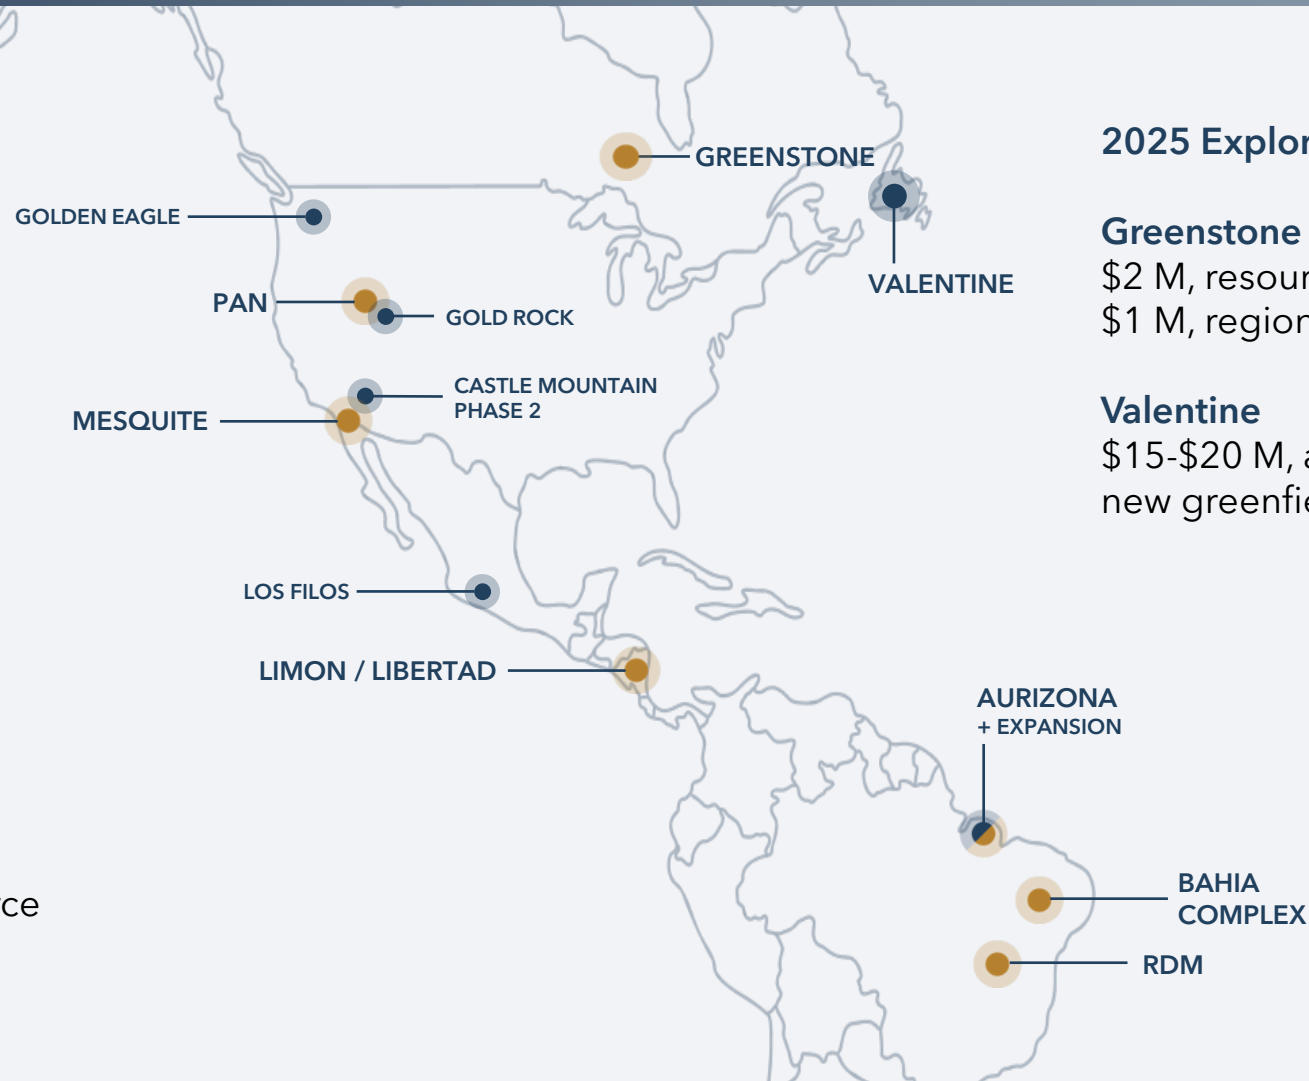 2025 Explor
GREENSTONE
GOLDEN EAGLE
Greenstone
VALENTINE
$2 M, resour
PAN
GOLD ROCK
$1 M, region
CASTLE MOUNTAIN
PHASE 2
MESQUITE
Valentine
$15-$20 M, a
new greenfie
LOS FILOS
LIMON / LIBERTAD
AURIZONA
+ EXPANSION
BAHIA
COMPLEX
rce
RDM